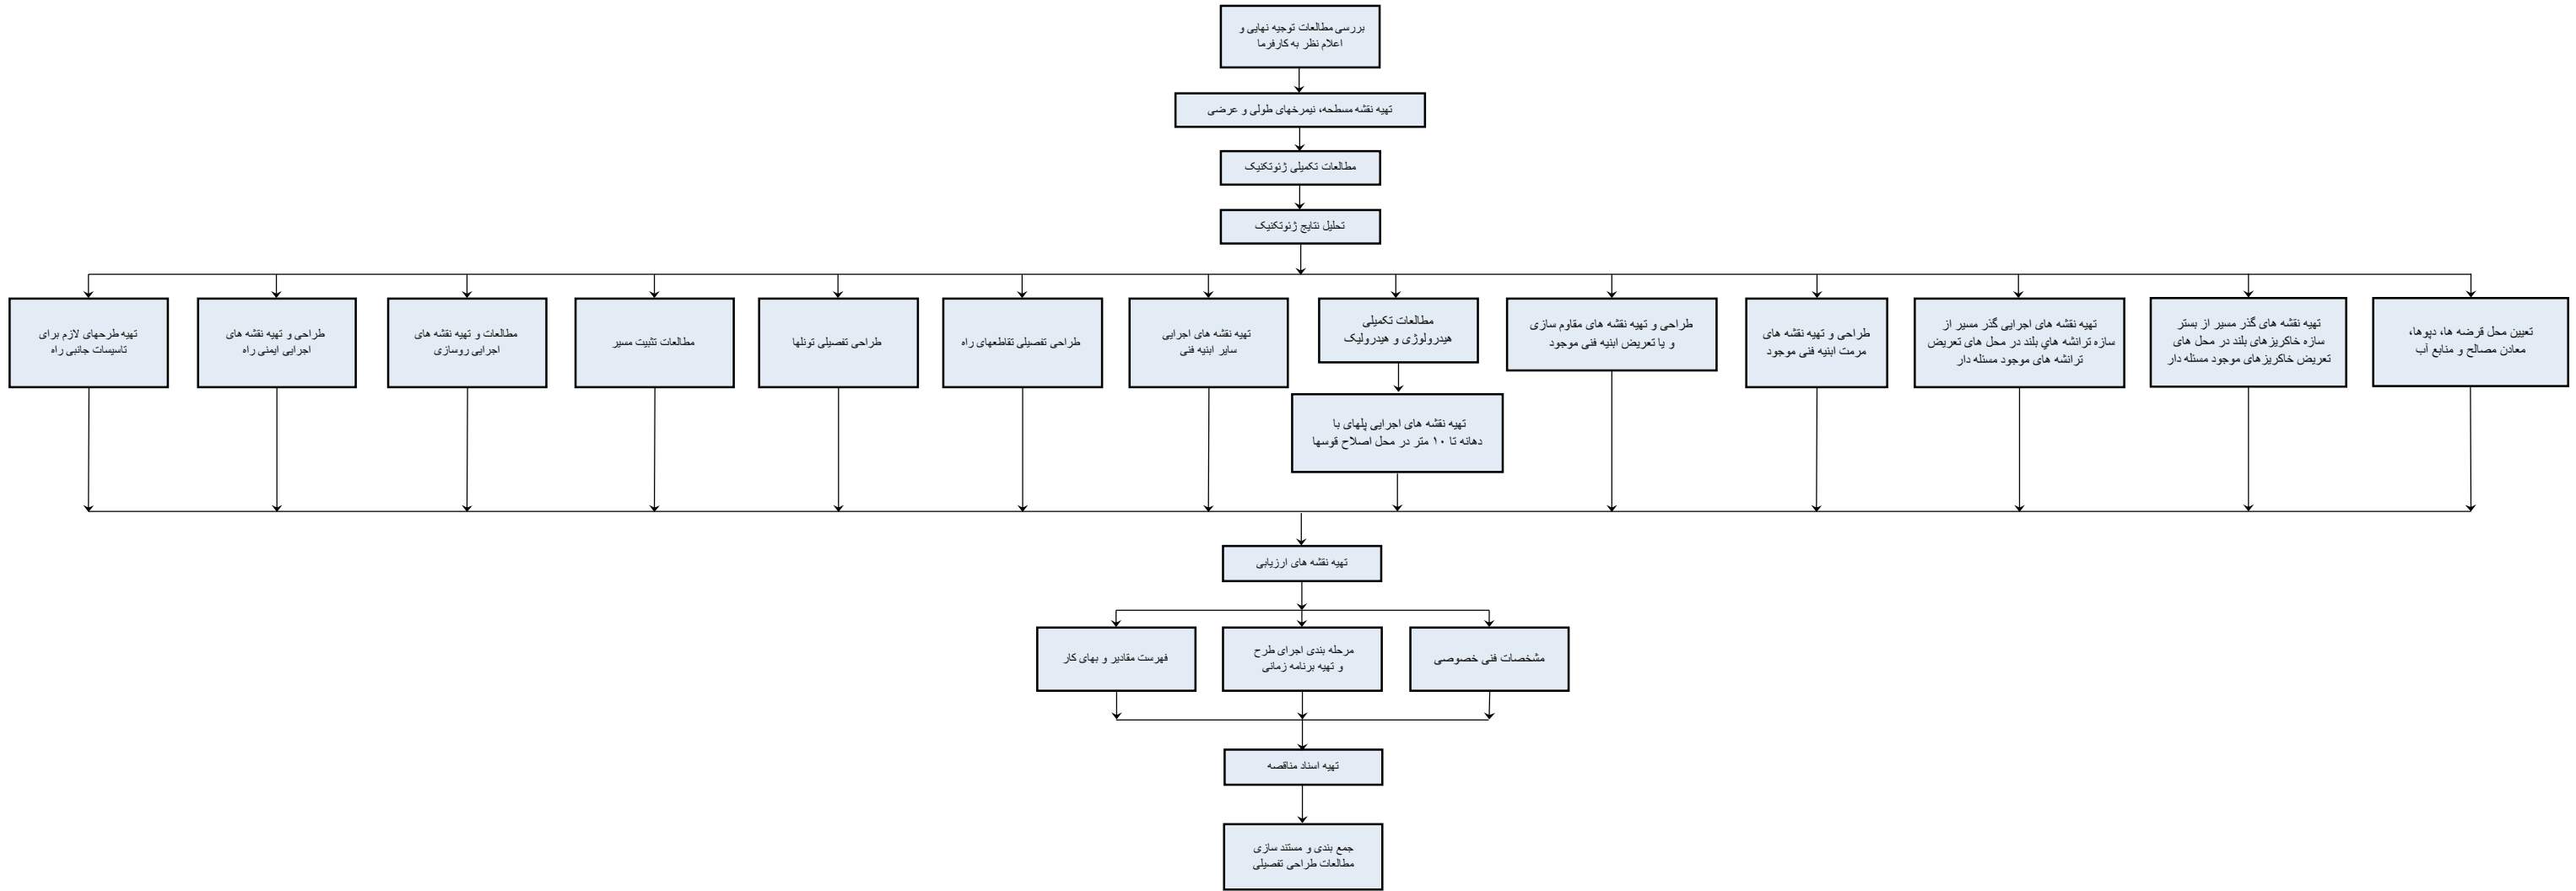 بررسی مطالعات توجیه نهایی و
اعلام نظر به کارفرما
تهیه نقشه مسطحه، نیمرخهای طولی و عرضی
مطالعات تکمیلی ژئوتکنیک
تحلیل نتایج ژئوتکنیک
تعیین محل قرضه ها، دپوها،
معادن مصالح و منابع آب
تهیه نقشه های گذر مسیر از بستر
سازه خاکریزهای بلند در محل های
تعریض خاکریزهای موجود مسئله دار
تهیه نقشه های اجرایی گذر مسیر از
سازه ترانشه هاي بلند در محل های تعریض
ترانشه های موجود مسئله دار
طراحی و تهیه نقشه های
مرمت ابنیه فنی موجود
طراحی و تهیه نقشه های مقاوم سازی
و یا تعریض ابنیه فنی موجود
مطالعات تکمیلی
هیدرولوژی و هیدرولیک
تهیه نقشه های اجرایی پلهای با
دهانه تا ۱۰ متر در محل اصلاح قوسها
تهیه نقشه های اجرایی
سایر ابنیه فنی
طراحی تفصیلی تقاطعهای راه
طراحی تفصیلی تونلها
مطالعات تثبیت مسیر
مطالعات و تهیه نقشه های
اجرایی روسازی
طراحی و تهیه نقشه های
اجرایی ایمنی راه
تهیه طرحهای لازم برای
تاسیسات جانبی راه
تهیه نقشه های ارزیابی
مشخصات فنی خصوصی
مرحله بندی اجرای طرح
و تهیه برنامه زمانی
فهرست مقادیر و بهای کار
تهیه اسناد مناقصه
جمع بندی و مستند سازی
مطالعات طراحی تفصیلی